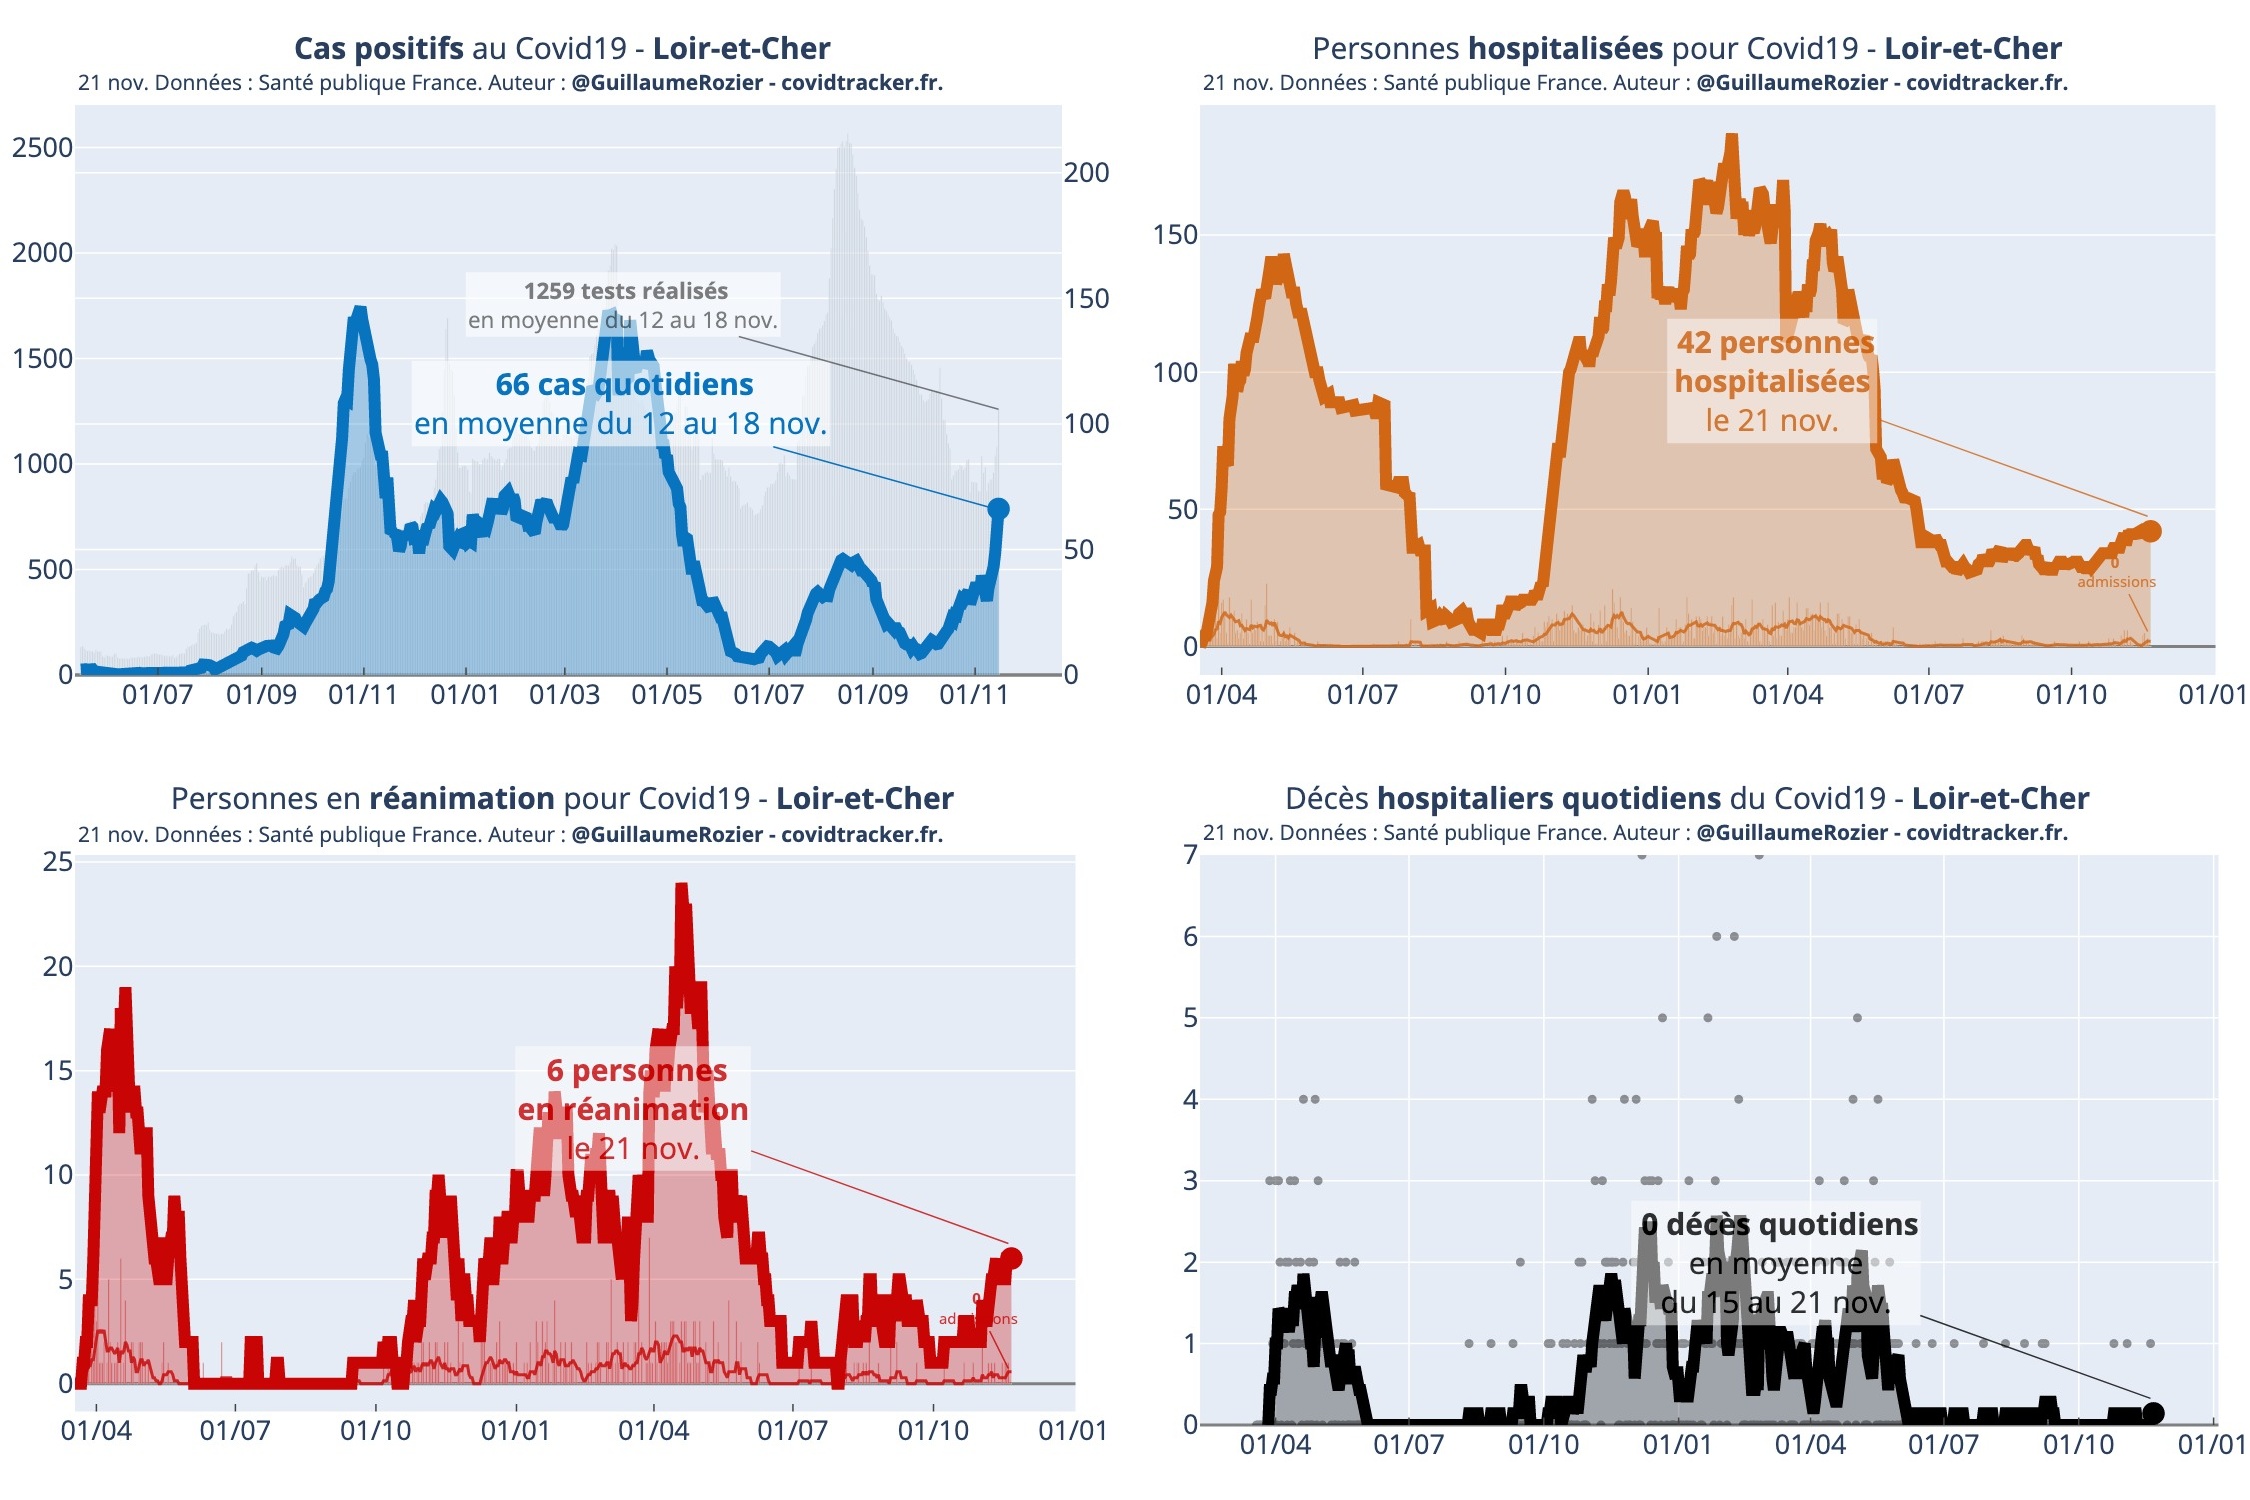 Cas positifs au Covid19 - Loir-et-Cher
21 nov. Données : Santé publique France. Auteur : @GuillaumeRozier - covidtracker.fr.
2500
2000
1500
1000
500
0
200
150
100
50
0
1259 tests réalisés
en moyenne du 12 au 18 nov.
66 cas quotidiens
en moyenne du 12 au 18 nov.
01/07 01/09 01/11 01/01 01/03 01/05 01/07 01/09 01/11
Personnes hospitalisées pour Covid19 - Loir-et-Cher
21 nov. Données : Santé publique France. Auteur : @GuillaumeRozier - covidtracker.fr.
150
100
50
0
42 personnes
hospitalisées
le 21 nov.
0
admissions
01/04 01/07 01/10 01/01 01/04 01/07 01/10 01/01
Personnes en réanimation pour Covid19 - Loir-et-Cher
21 nov. Données : Santé publique France. Auteur : @GuillaumeRozier - covidtracker.fr.
25
20
15
10
5
0
6 personnes
en réanimation
le 21 nov.
0
admissions
01/04 01/07 01/10 01/01 01/04 01/07 01/10 01/01
Décès hospitaliers quotidiens du Covid19 - Loir-et-Cher
21 nov. Données : Santé publique France. Auteur : @GuillaumeRozier - covidtracker.fr.
7
6
5
4
3
2
1
0
0 décès quotidiens
en moyenne
du 15 au 21 nov.
01/04 01/07 01/10 01/01 01/04 01/07 01/10 01/01